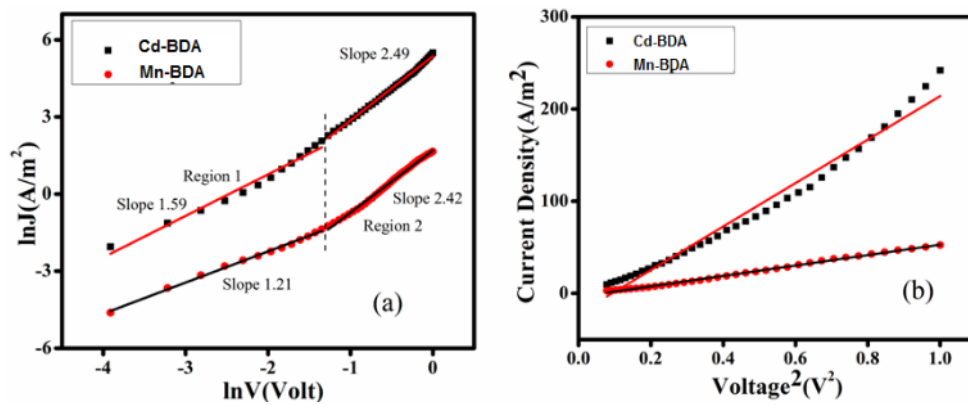 6
3
0
-3
-6
lnJ(A/m²)
Cd-BDA
Mn-BDA
Slope 2.49
Region 1
Slope 1.59
Slope 2.42
Region 2
Slope 1.21
(a)
-4 -3 -2 -1 0
lnV(Volt)
300
200
100
0
Current Density(A/m²)
Cd-BDA
Mn-BDA
(b)
0.0 0.2 0.4 0.6 0.8 1.0
Voltage²(V²)